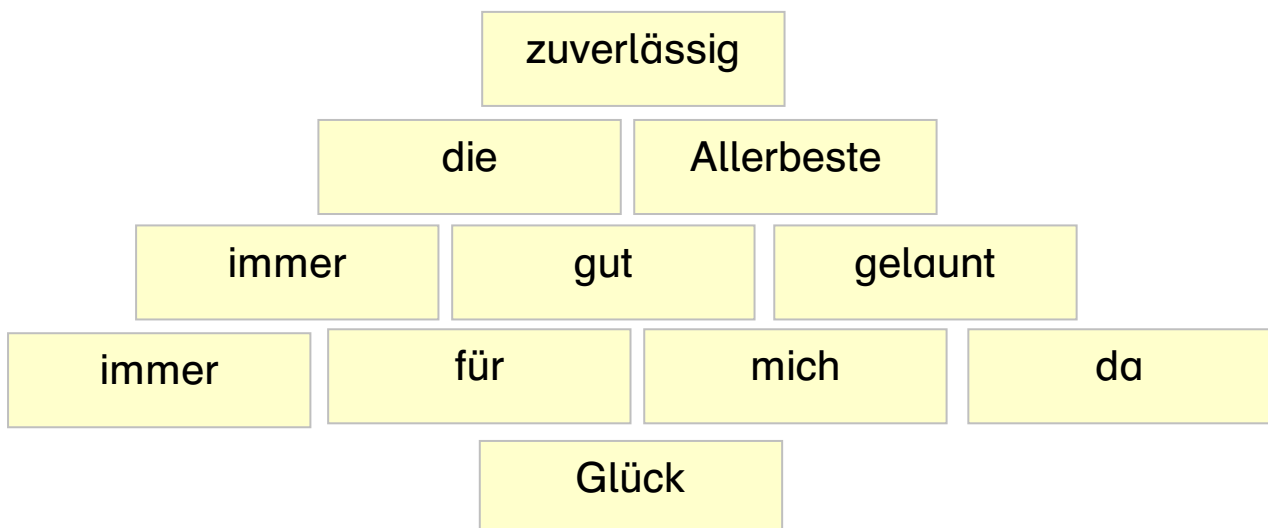 zuverlässig
die Allerbeste
immer gut gelaunt
immer für mich da
Glück